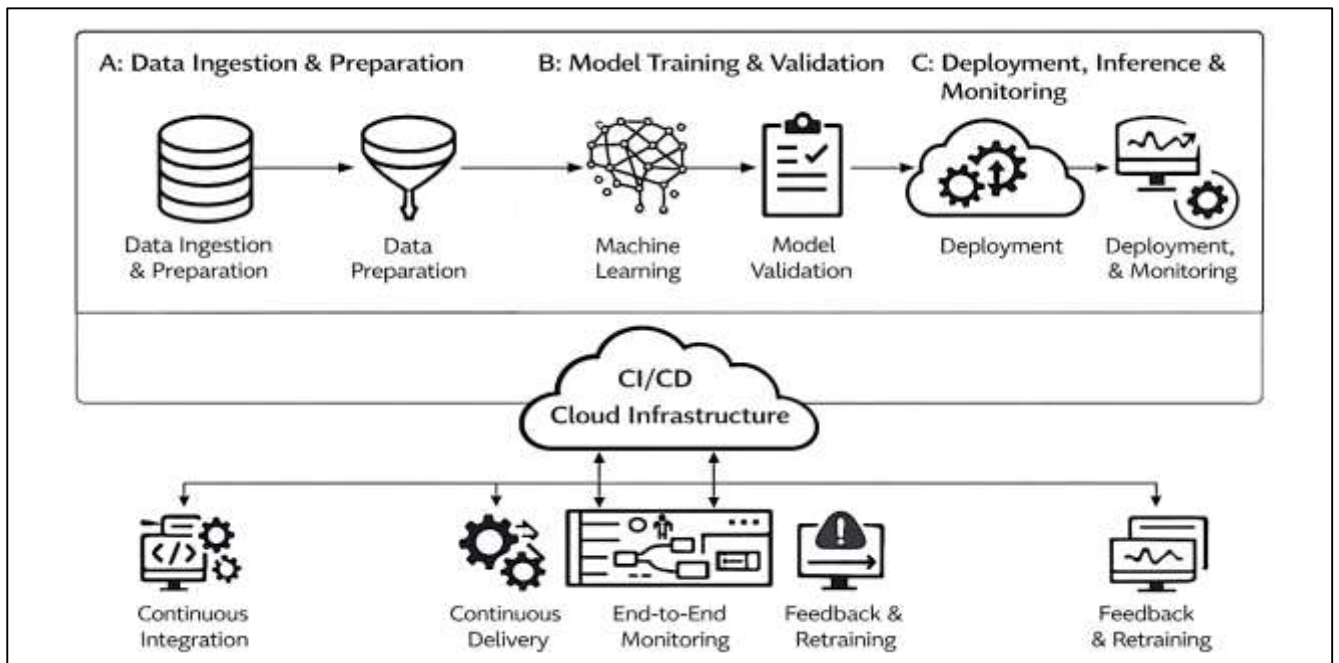 A: Data Ingestion & Preparation
B: Model Training & Validation
C: Deployment, Inference &
Monitoring
Data Ingestion
& Preparation
Data
Preparation
Machine
Learning
Model
Validation
Deployment
Deployment,
& Monitoring
CI/CD
Cloud Infrastructure
</>
Continuous
Integration
Continuous
Delivery
End-to-End
Monitoring
!
Feedback &
Retraining
Feedback
& Retraining